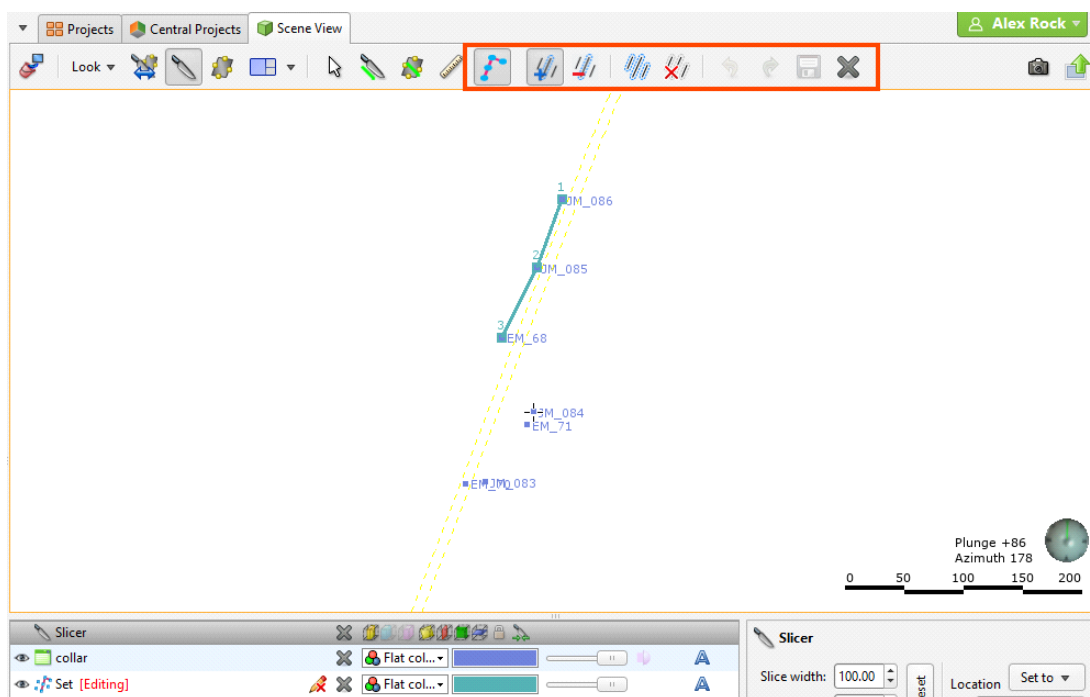 Projects Central Projects Scene View Alex Rock
Look
1
JM_086
2
JM_085
3
EM_68
JM_084
EM_71
EM_70 JM_083
Plunge +86
Azimuth 178
0 50 100 150 200
Slicer
Slicer
collar Flat col... A
Slice width: 100.00 Location Set to
Set [Editing] Flat col... A